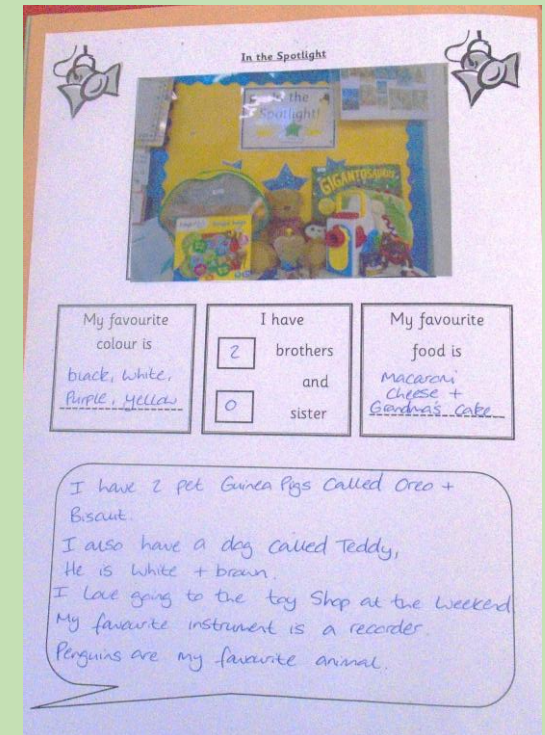 In the Spotlight
In the
Spotlight!
GIGANTOSAURUS
My favourite
colour is
black, white,
Purple, yellow
I have
2 brothers
and
0 sister
My favourite
food is
Macaroni
cheese +
Grandma's cake
I have 2 pet Guinea Pigs called Oreo +
Biscuit.
I also have a dog called Teddy,
He is white + brown.
I Love going to the toy Shop at the weekend
My favourite instrument is a recorder.
Penguins are my favourite animal.